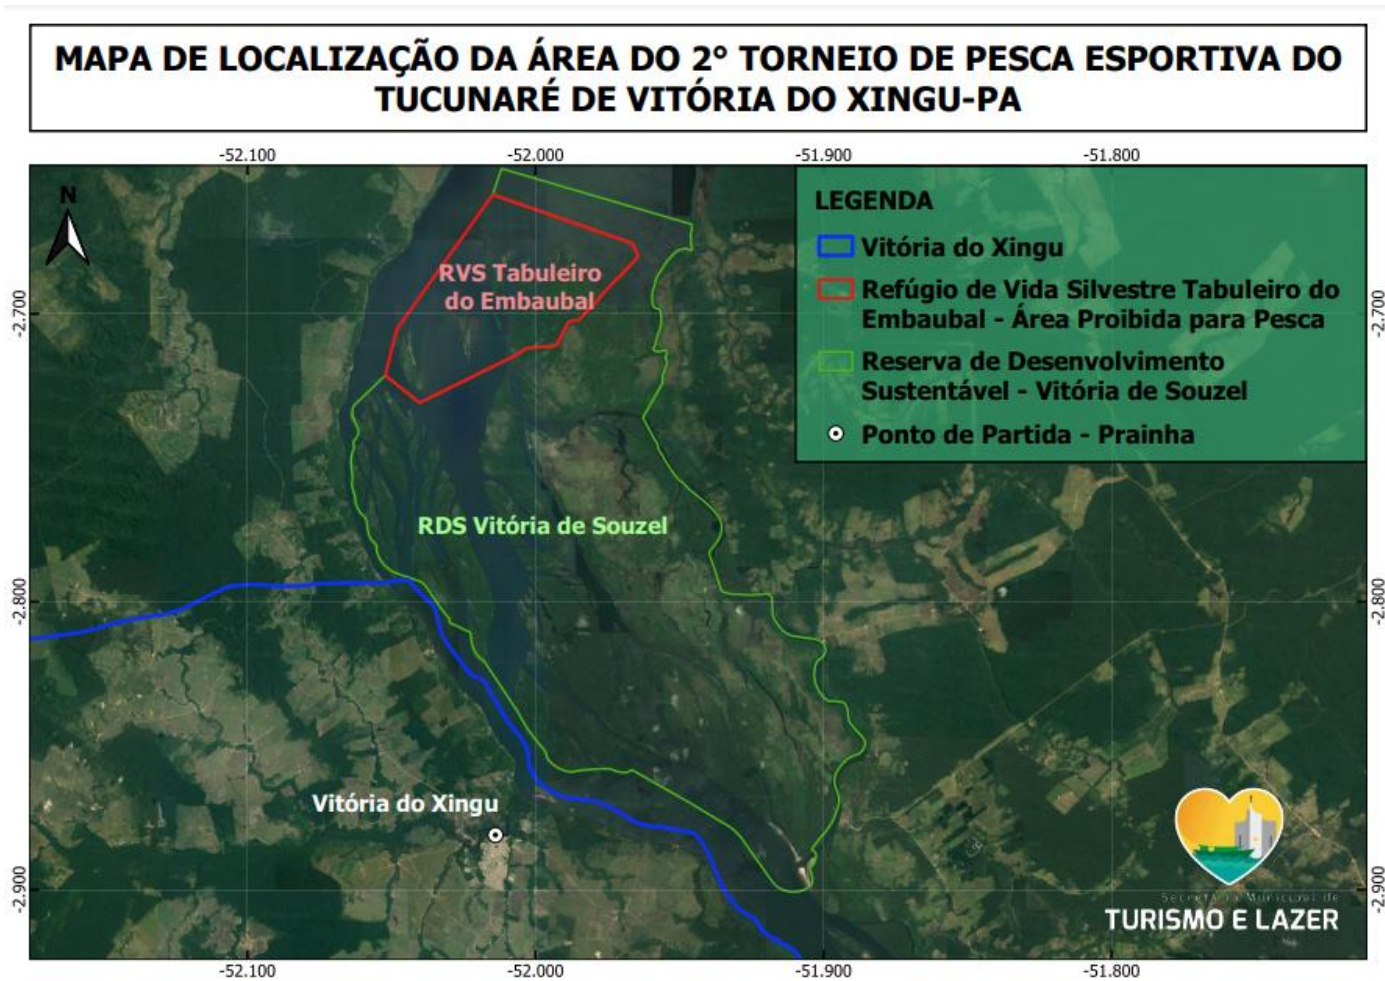 MAPA DE LOCALIZAÇÃO DA ÁREA DO 2° TORNEIO DE PESCA ESPORTIVA DO
TUCUNARÉ DE VITÓRIA DO XINGU-PA
-52.100
-52.000
-51.900
-51.800
N
LEGENDA
Vitória do Xingu
Refúgio de Vida Silvestre Tabuleiro do
Embaubal - Área Proibida para Pesca
Reserva de Desenvolvimento
Sustentável - Vitória de Souzel
Ponto de Partida - Prainha
RVS Tabuleiro
do Embaubal
-2.700
-2.700
RDS Vitória de Souzel
-2.800
-2.800
Vitória do Xingu
-2.900
-2.900
Secretaria Municipal de
TURISMO E LAZER
-52.100
-52.000
-51.900
-51.800